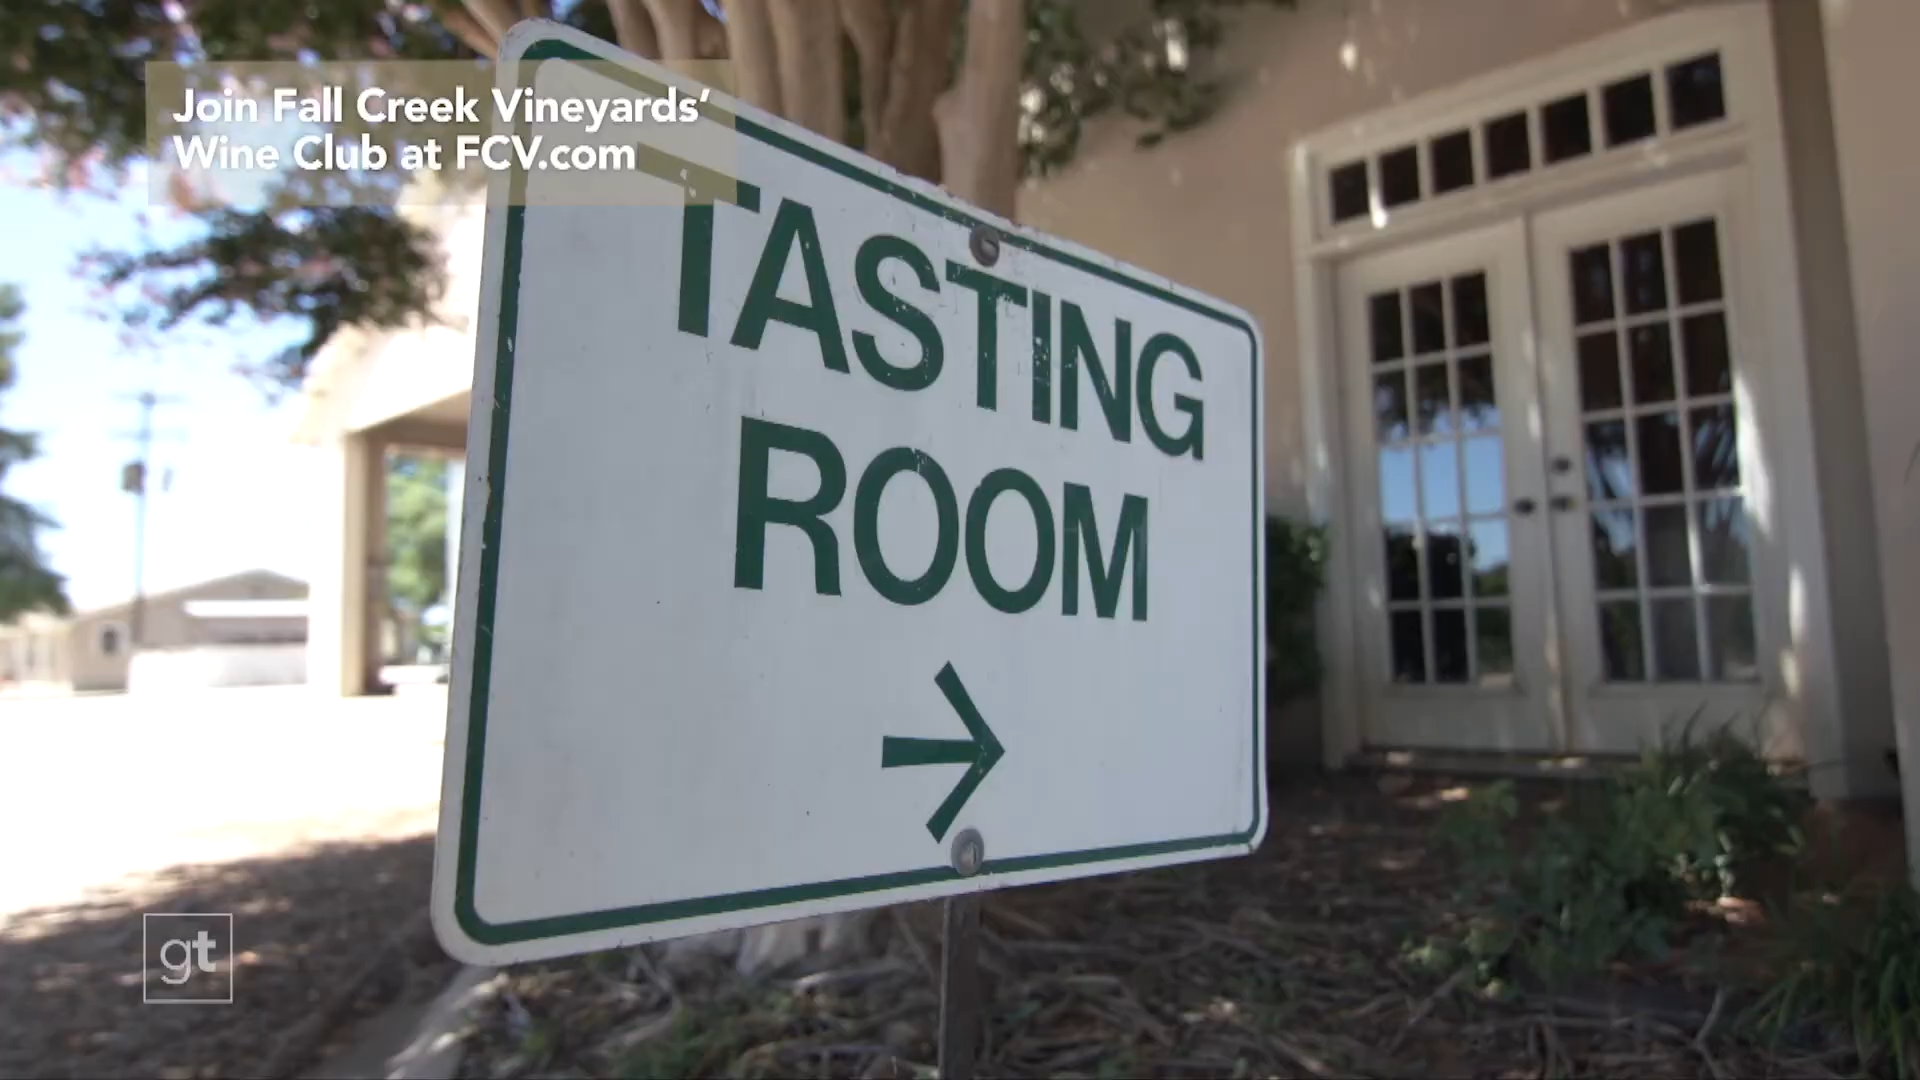 Join Fall Creek Vineyards’
Wine Club at FCV.com
TASTING
ROOM
gt